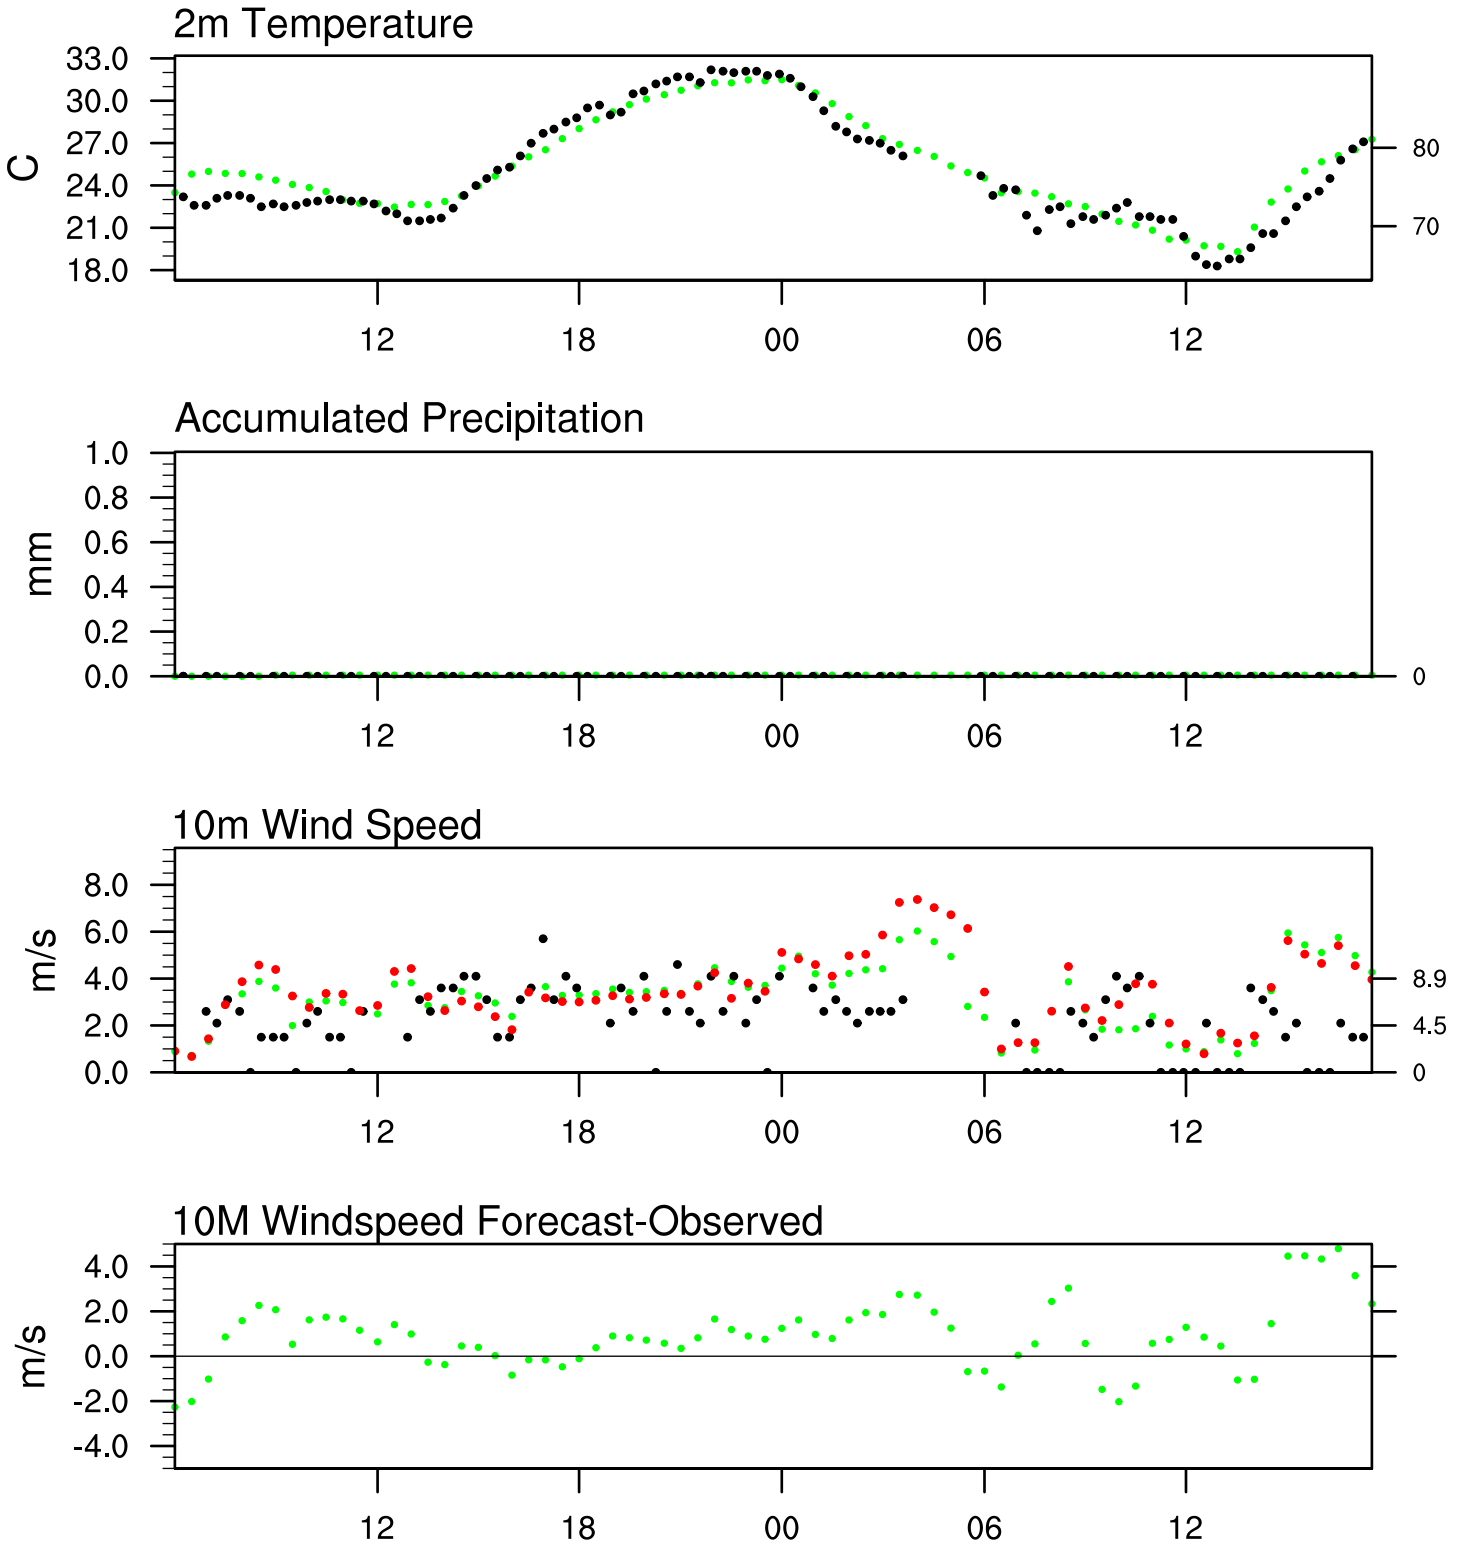 2m Temperature
33.0
30.0
27.0
24.0
21.0
18.0
C
80
70
12 18 00 06 12
Accumulated Precipitation
1.0
0.8
0.6
0.4
0.2
0.0
mm
0
12 18 00 06 12
10m Wind Speed
8.0
6.0
4.0
2.0
0.0
m/s
8.9
4.5
0
12 18 00 06 12
10M Windspeed Forecast-Observed
4.0
2.0
0.0
-2.0
-4.0
m/s
12 18 00 06 12